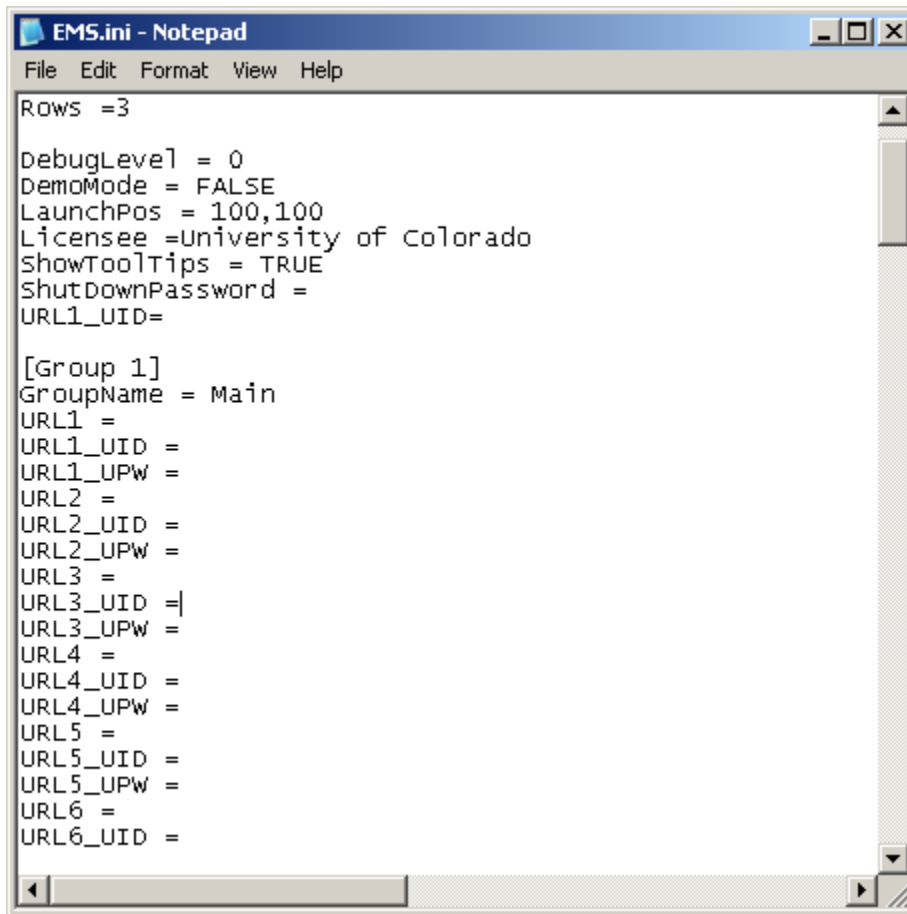 EMS.ini - Notepad
File Edit Format View Help
Rows =3
DebugLevel = 0
DemoMode = FALSE
LaunchPos = 100,100
Licensee =University of Colorado
ShowToolTips = TRUE
ShutDownPassword =
URL1_UID=
[Group 1]
GroupName = Main
URL1 =
URL1_UID =
URL1_UPW =
URL2 =
URL2_UID =
URL2_UPW =
URL3 =
URL3_UID =
URL3_UPW =
URL4 =
URL4_UID =
URL4_UPW =
URL5 =
URL5_UID =
URL5_UPW =
URL6 =
URL6_UID =